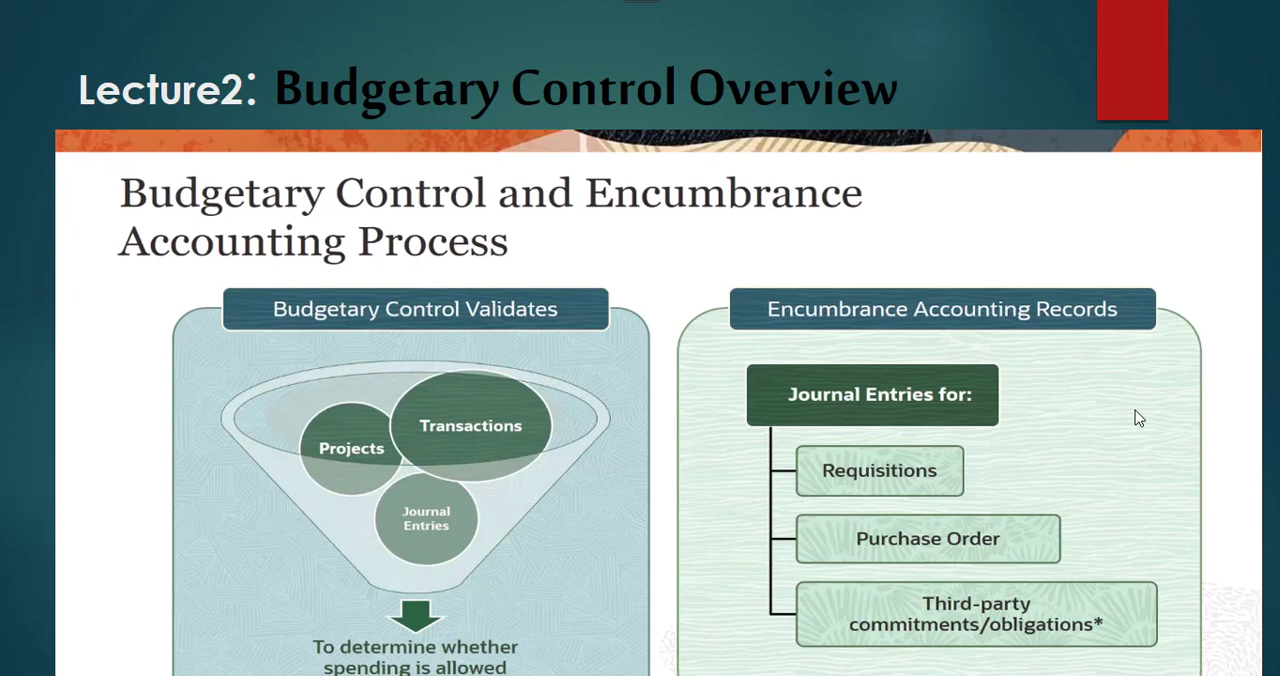 Lecture2: Budgetary Control Overview
Budgetary Control and Encumbrance
Accounting Process
Budgetary Control Validates
Projects
Transactions
Journal
Entries
To determine whether
spending is allowed
Encumbrance Accounting Records
Journal Entries for:
Requisitions
Purchase Order
Third-party
commitments/obligations*